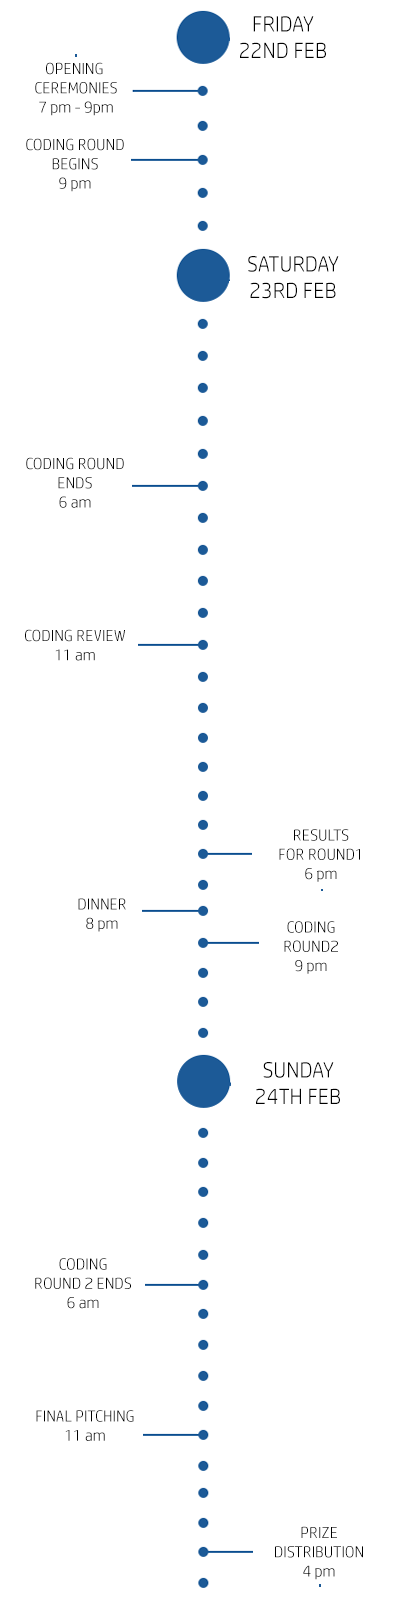 FRIDAY
22ND FEB
OPENING
CEREMONIES
7 pm - 9pm
CODING ROUND
BEGINS
9 pm
SATURDAY
23RD FEB
CODING ROUND
ENDS
6 am
CODING REVIEW
11 am
RESULTS
FOR ROUND1
6 pm
DINNER
8 pm
CODING
ROUND2
9 pm
SUNDAY
24TH FEB
CODING
ROUND 2 ENDS
6 am
FINAL PITCHING
11 am
PRIZE
DISTRIBUTION
4 pm